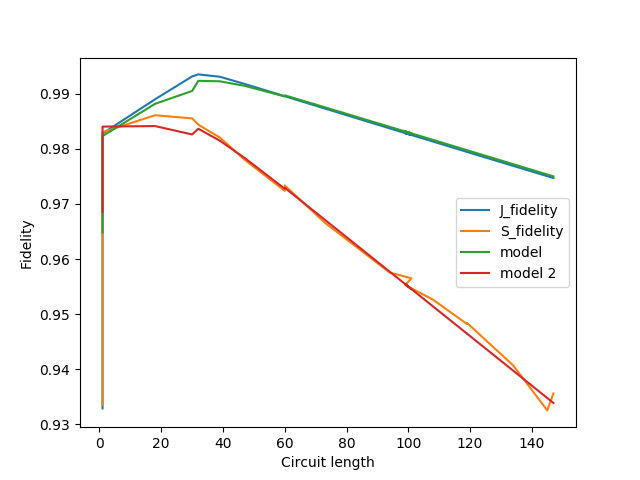 0.99
0.98
0.97
0.96
0.95
0.94
0.93
Fidelity
J_fidelity
S_fidelity
model
model 2
0 20 40 60 80 100 120 140
Circuit length